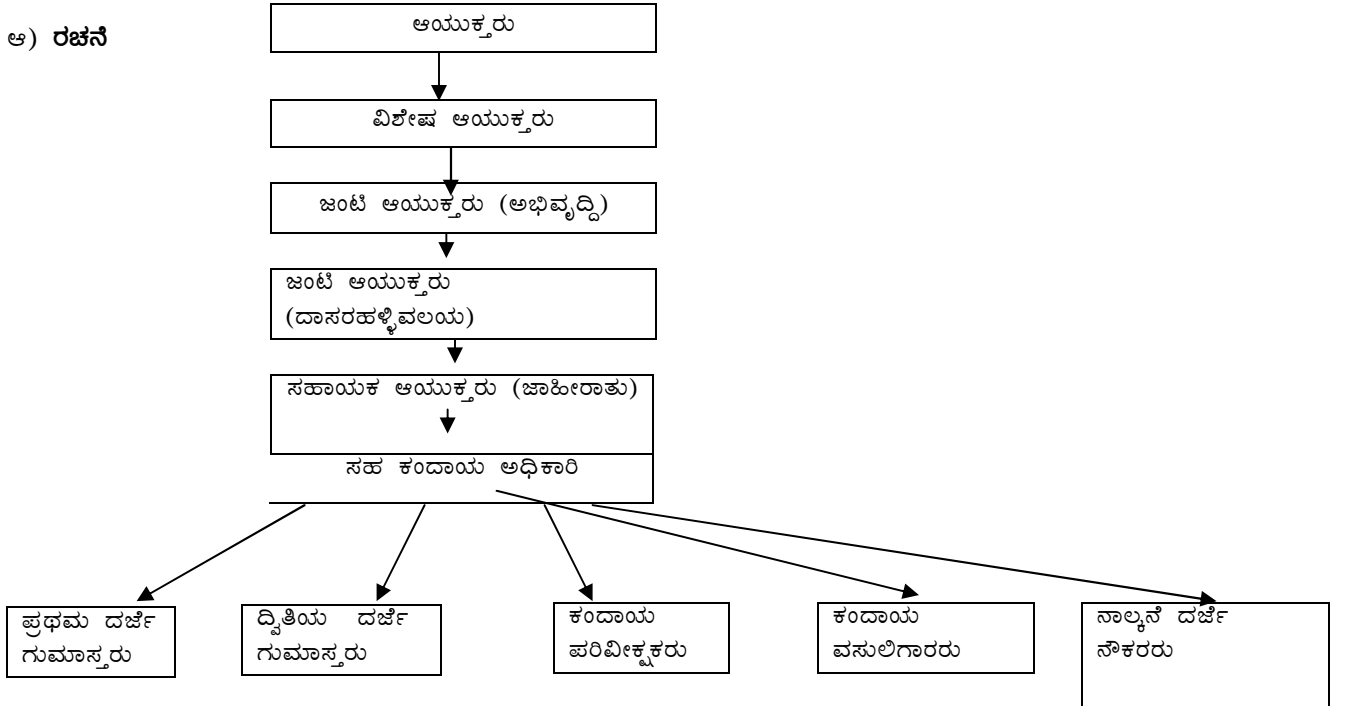 ಆ) ರಚನೆ
ಆಯುಕ್ತರು
ವಿಶೇಷ ಆಯುಕ್ತರು
ಜಂಟಿ ಆಯುಕ್ತರು (ಅಭಿವೃದ್ದಿ)
ಜಂಟಿ ಆಯುಕ್ತರು
(ದಾಸರಹಳ್ಳಿವಲಯ)
ಸಹಾಯಕ ಆಯುಕ್ತರು (ಜಾಹೀರಾತು)
ಸಹ ಕಂದಾಯ ಅಧಿಕಾರಿ
ಪ್ರಥಮ ದರ್ಜೆ
ಗುಮಾಸ್ತರು
ದ್ವಿತಿಯ ದರ್ಜೆ
ಗುಮಾಸ್ತರು
ಕಂದಾಯ
ಪರಿವೀಕ್ಷಕರು
ಕಂದಾಯ
ವಸುಲಿಗಾರರು
ನಾಲ್ಕನೆ ದರ್ಜೆ
ನೌಕರರು